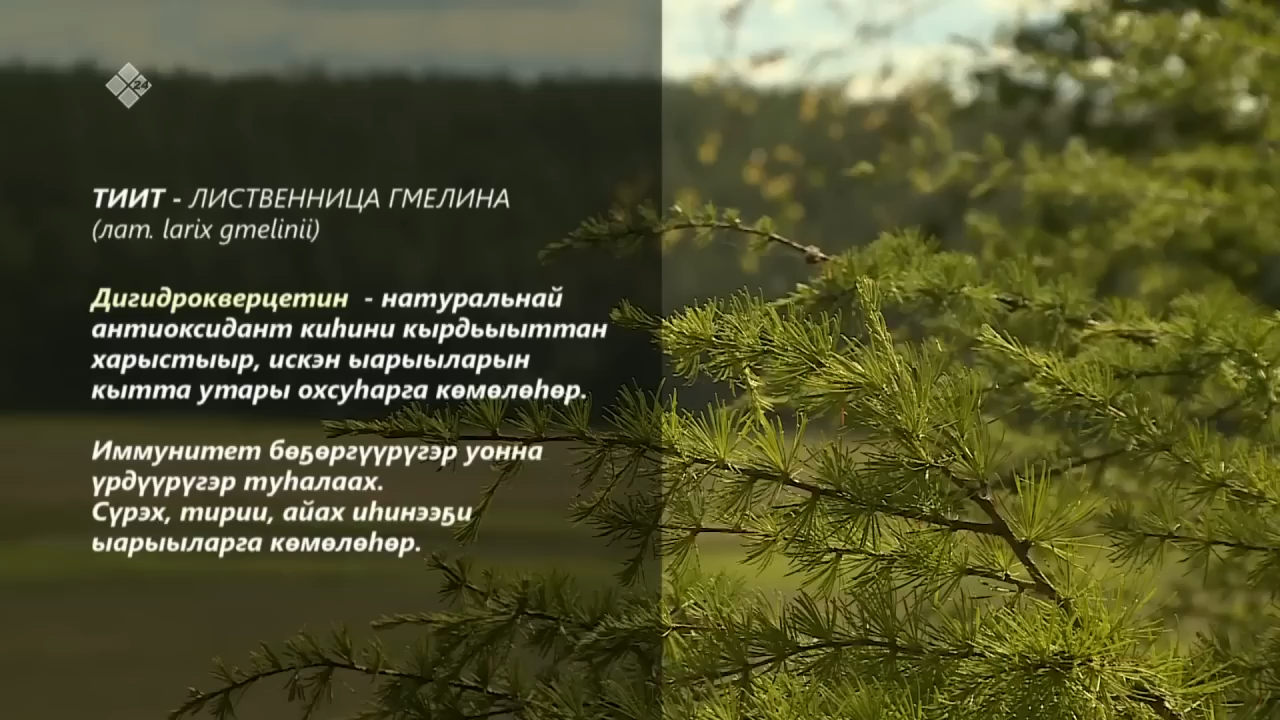 24
ТИИТ - ЛИСТВЕННИЦА ГМЕЛИНА
(лат. larix gmelinii)
Дигидрокверцетин - натуральнай
антиоксидант киһини кырдьыыттан
харыстыыр, искэн ыарыыларын
кытта утары охсуһарга көмөлөһөр.
Иммунитет бөҕөргүүрүгэр уонна
үрдүүрүгэр туһалаах.
Сүрэх, тирии, айах иһинээҕи
ыарыыларга көмөлөһөр.